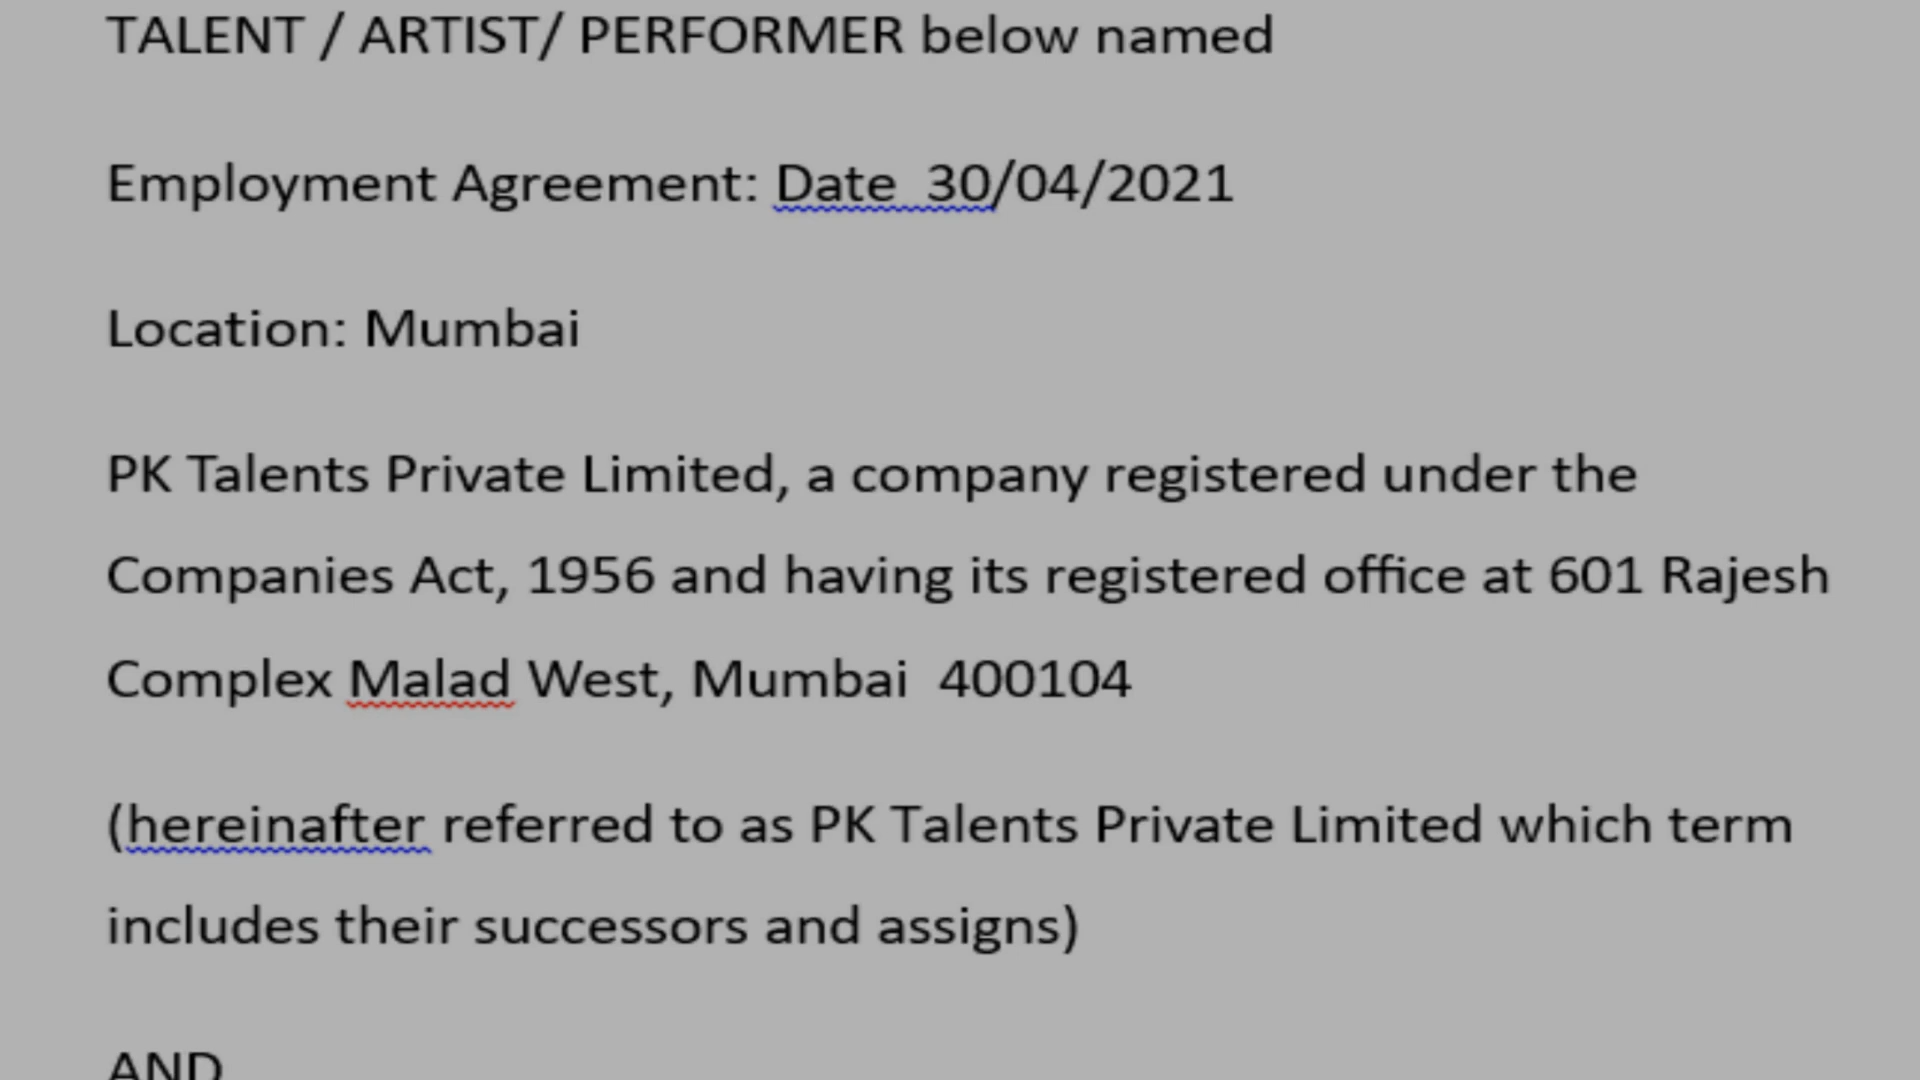 TALENT / ARTIST/ PERFORMER below named
Employment Agreement: Date  30/04/2021
Location: Mumbai
PK Talents Private Limited, a company registered under the
Companies Act, 1956 and having its registered office at 601 Rajesh
Complex Malad West, Mumbai  400104
(hereinafter referred to as PK Talents Private Limited which term
includes their successors and assigns)
AND